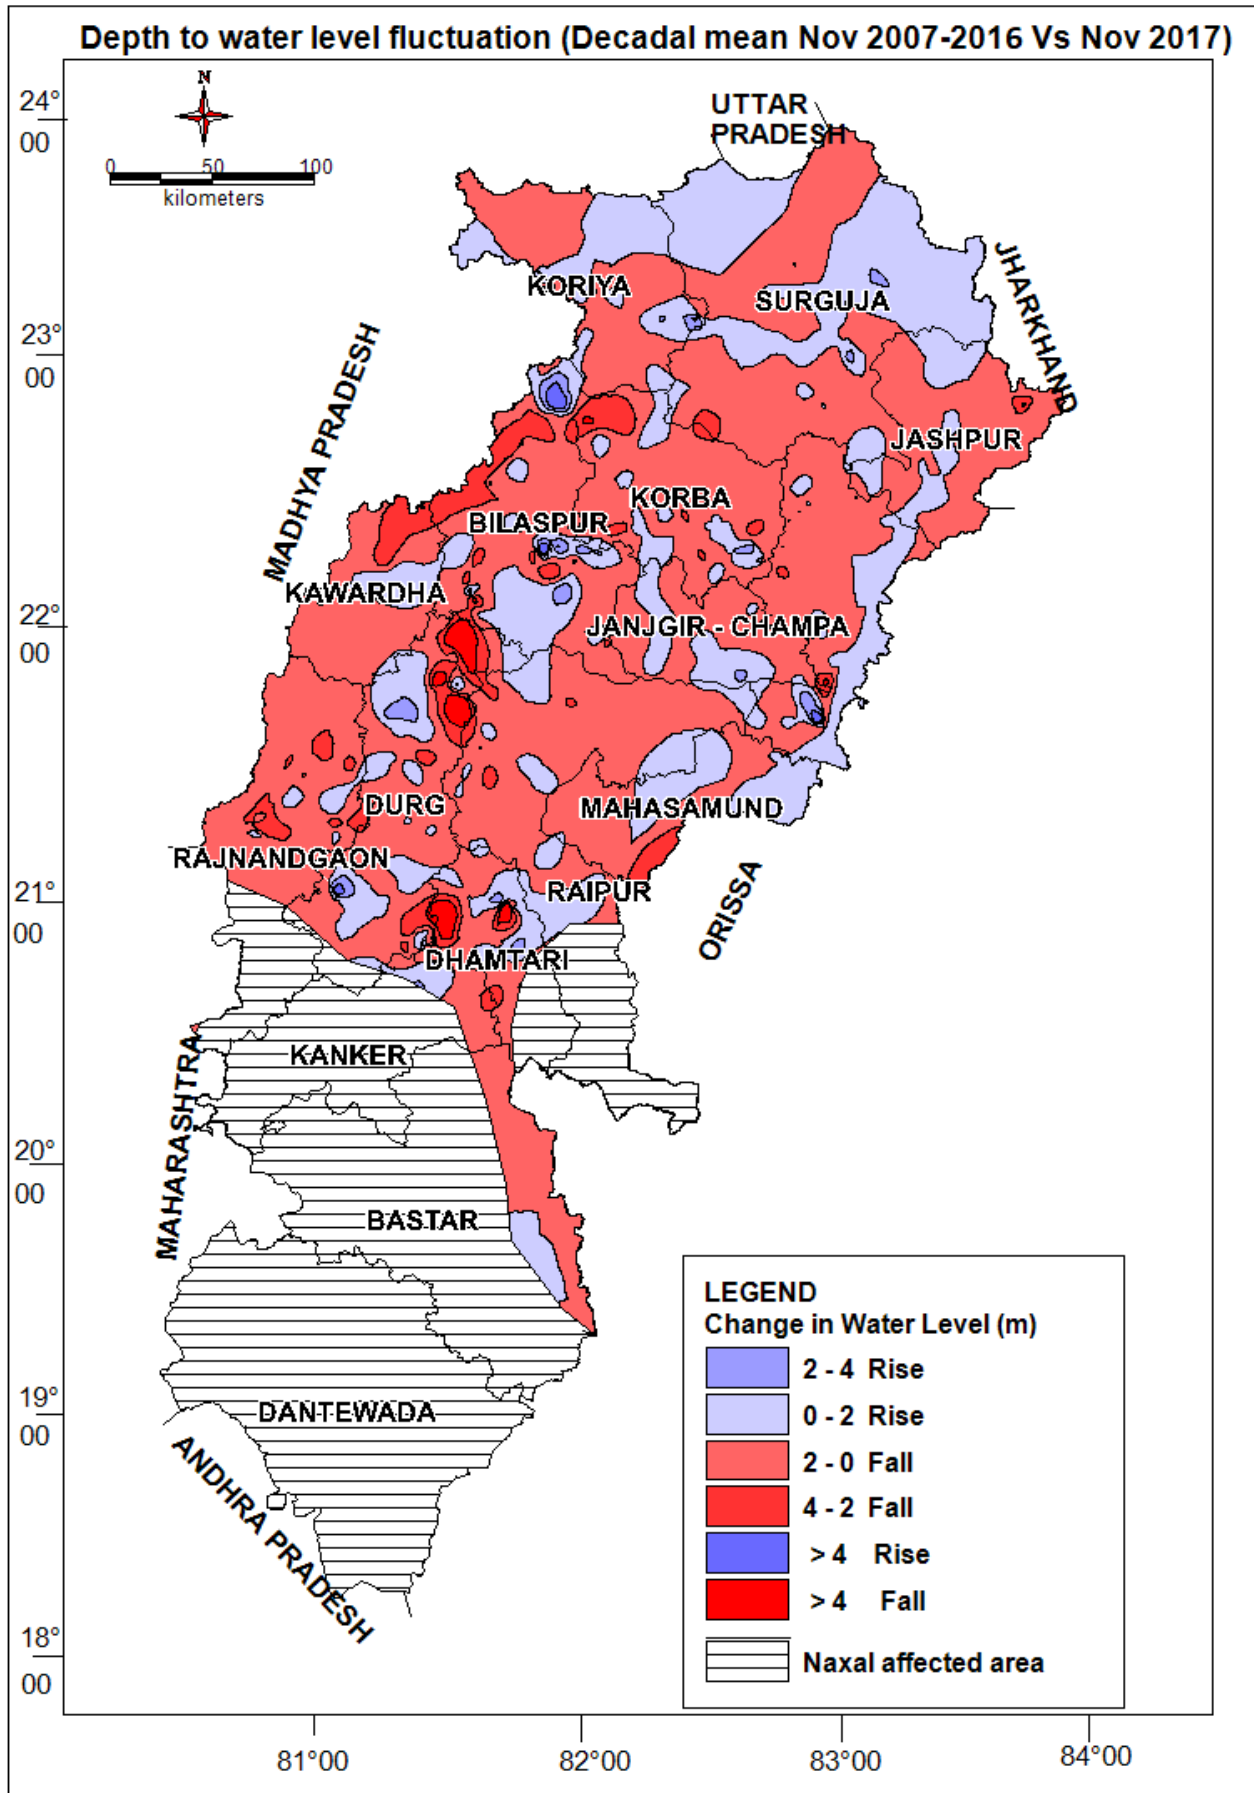 Depth to water level fluctuation (Decadal mean Nov 2007-2016 Vs Nov 2017)
N
0 50 100
kilometers
24°
00
23°
00
22°
00
21°
00
20°
00
19°
00
18°
00
UTTAR
PRADESH
JHARKHAND
MADHYA PRADESH
KORIYA
SURGUJA
JASHPUR
KORBA
BILASPUR
KAWARDHA
JANJGIR - CHAMPA
DURG
MAHASAMUND
RAJNANDGAON
RAIPUR
ORISSA
DHAMTARI
KANKER
MAHARASHTRA
BASTAR
DANTEWADA
ANDHRA PRADESH
LEGEND
Change in Water Level (m)
2 - 4 Rise
0 - 2 Rise
2 - 0 Fall
4 - 2 Fall
> 4 Rise
> 4 Fall
Naxal affected area
81°00 82°00 83°00 84°00